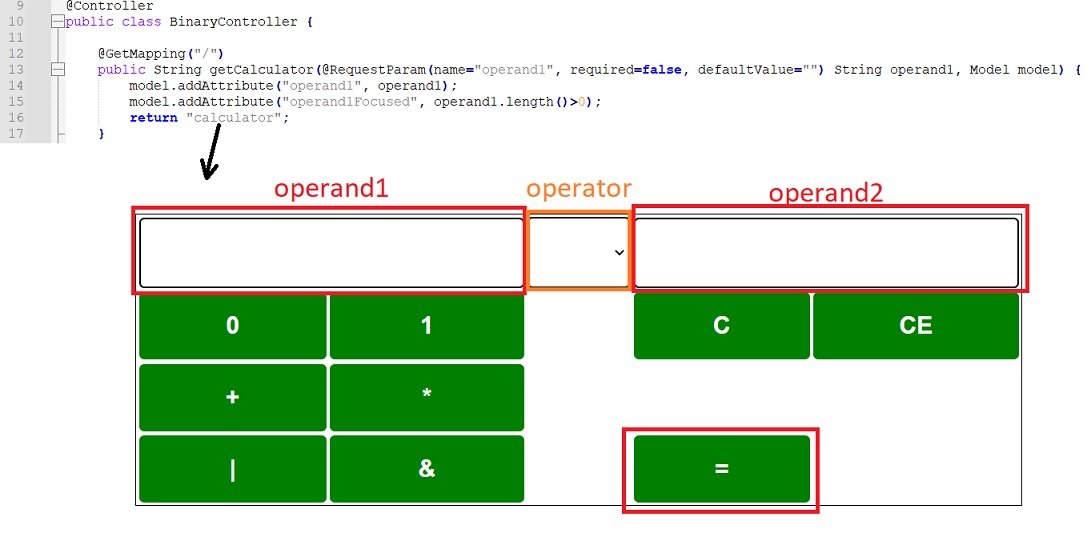 9 @Controller
10 public class BinaryController {
11
12 @GetMapping("/")
13 public String getCalculator(@RequestParam(name="operand1", required=false, defaultValue="") String operand1, Model model) {
14 model.addAttribute("operand1", operand1);
15 model.addAttribute("operand1Focused", operand1.length()>0);
16 return "calculator";
17 }
operand1 operator operand2
0 1 C CE
+ *
| & =